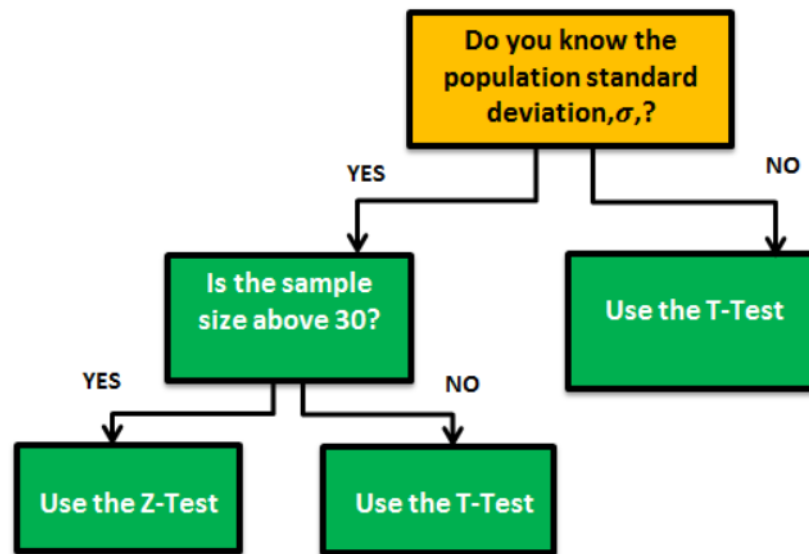 Do you know the
population standard
deviation,σ,?
YES
NO
Is the sample
size above 30?
Use the T-Test
YES
NO
Use the Z-Test
Use the T-Test